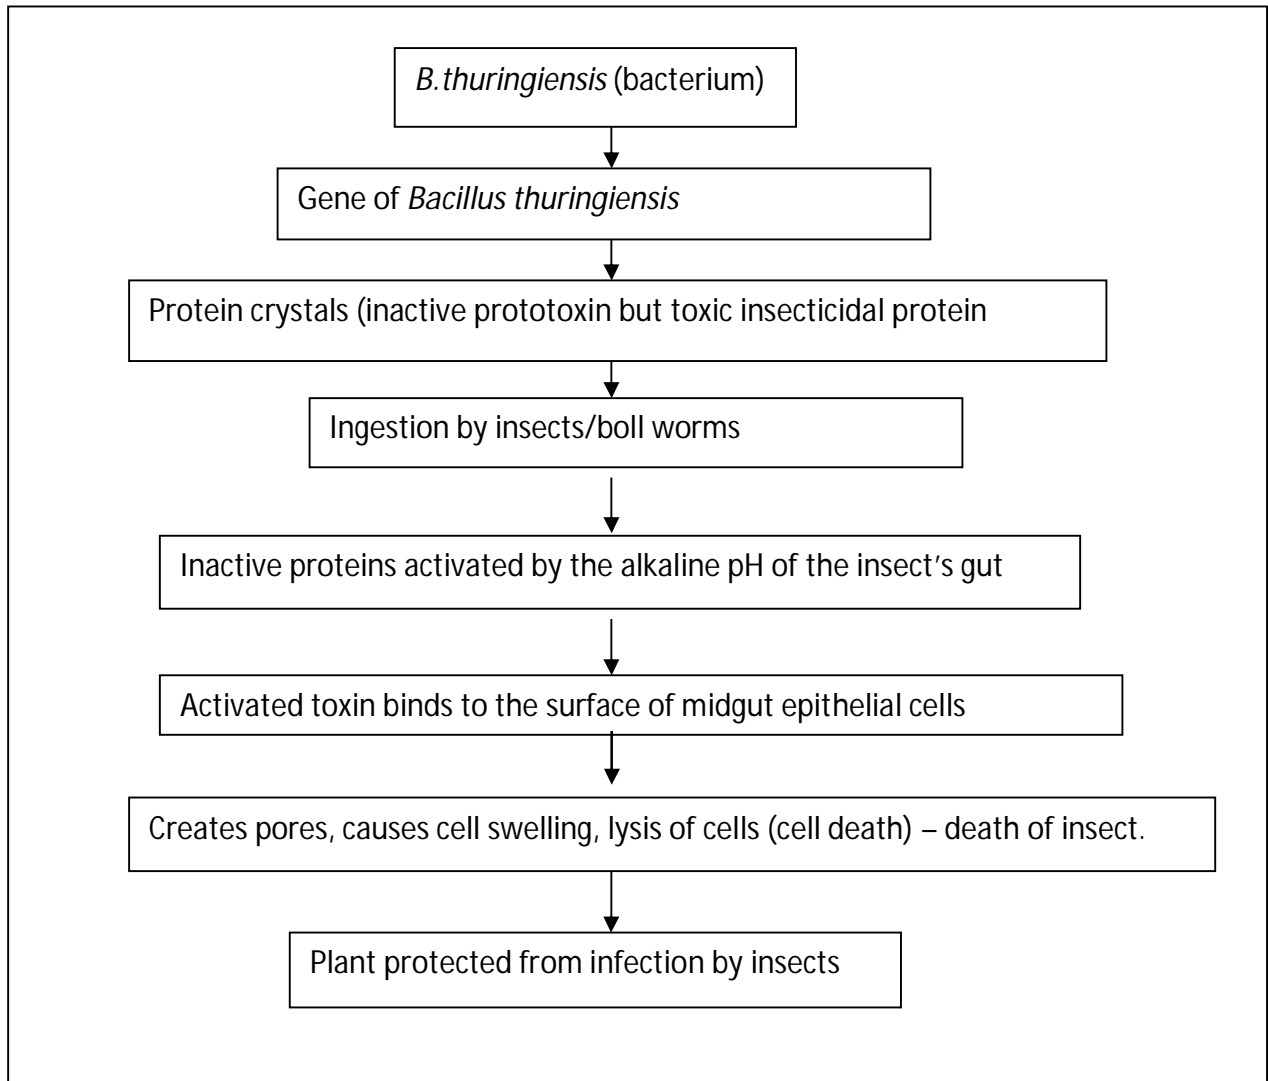 B.thuringiensis (bacterium)
Gene of Bacillus thuringiensis
Protein crystals (inactive prototoxin but toxic insecticidal protein
Ingestion by insects/boll worms
Inactive proteins activated by the alkaline pH of the insect’s gut
Activated toxin binds to the surface of midgut epithelial cells
Creates pores, causes cell swelling, lysis of cells (cell death) – death of insect.
Plant protected from infection by insects